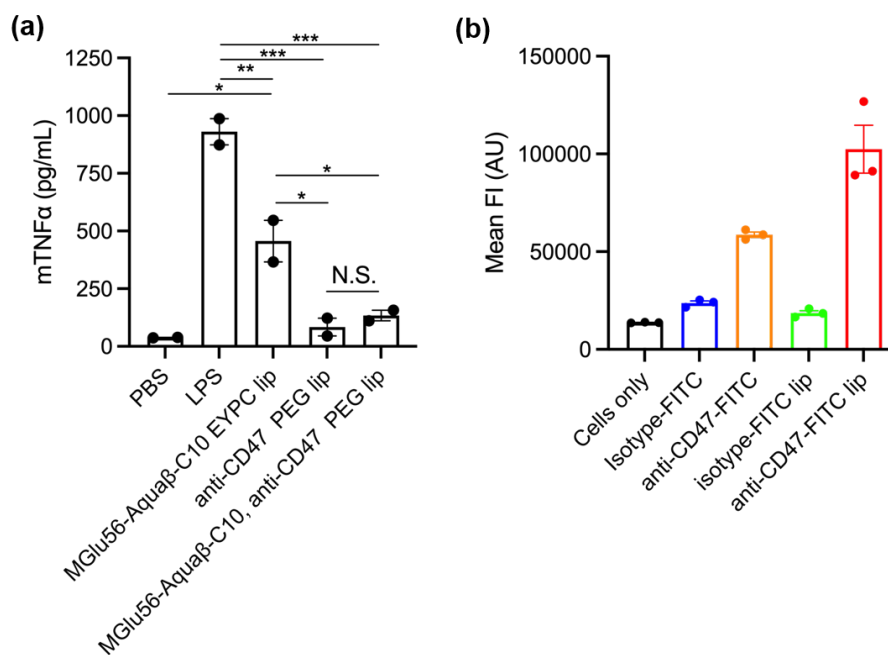 (a)
mTNFα (pg/mL)
1250
1000
750
500
250
0
*
**
***
***
*
*
N.S.
PBS
LPS
MGlu56-Aquaβ-C10 EYPC lip
anti-CD47 PEG lip
MGlu56-Aquaβ-C10, anti-CD47 PEG lip
(b)
Mean FI (AU)
150000
100000
50000
0
Cells only
Isotype-FITC
anti-CD47-FITC
isotype-FITC lip
anti-CD47-FITC lip